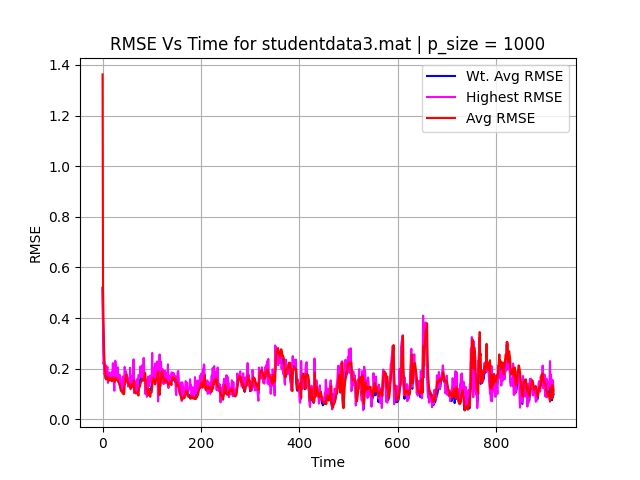 RMSE Vs Time for studentdata3.mat | p_size = 1000
Wt. Avg RMSE
Highest RMSE
Avg RMSE
RMSE
1.4
1.2
1.0
0.8
0.6
0.4
0.2
0.0
0
200
400
600
800
Time